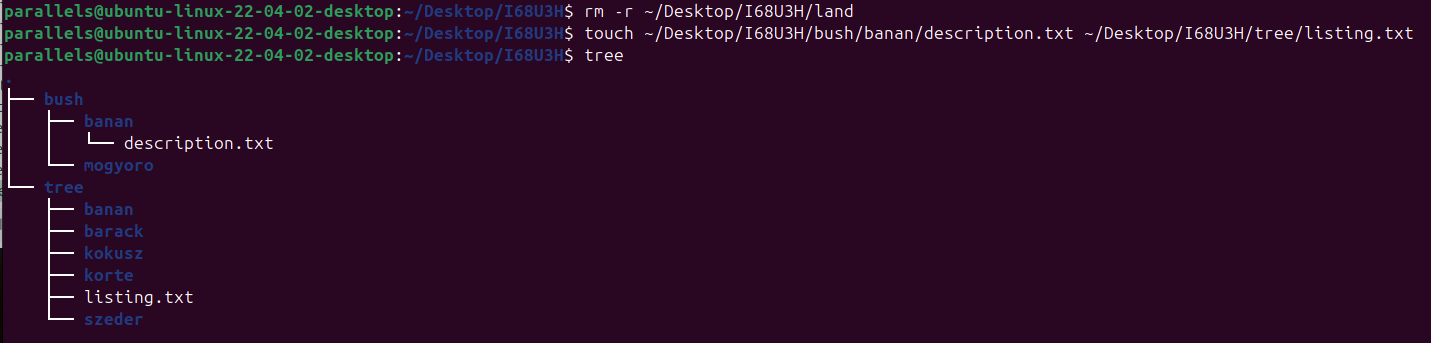 parallels@ubuntu-linux-22-04-02-desktop:~/Desktop/I68U3H$ rm -r ~/Desktop/I68U3H/land
parallels@ubuntu-linux-22-04-02-desktop:~/Desktop/I68U3H$ touch ~/Desktop/I68U3H/bush/banan/description.txt ~/Desktop/I68U3H/tree/listing.txt
parallels@ubuntu-linux-22-04-02-desktop:~/Desktop/I68U3H$ tree
.
├── bush
│   ├── banan
│   │   └── description.txt
│   └── mogyoro
└── tree
    ├── banan
    ├── barack
    ├── kokusz
    ├── korte
    ├── listing.txt
    └── szeder